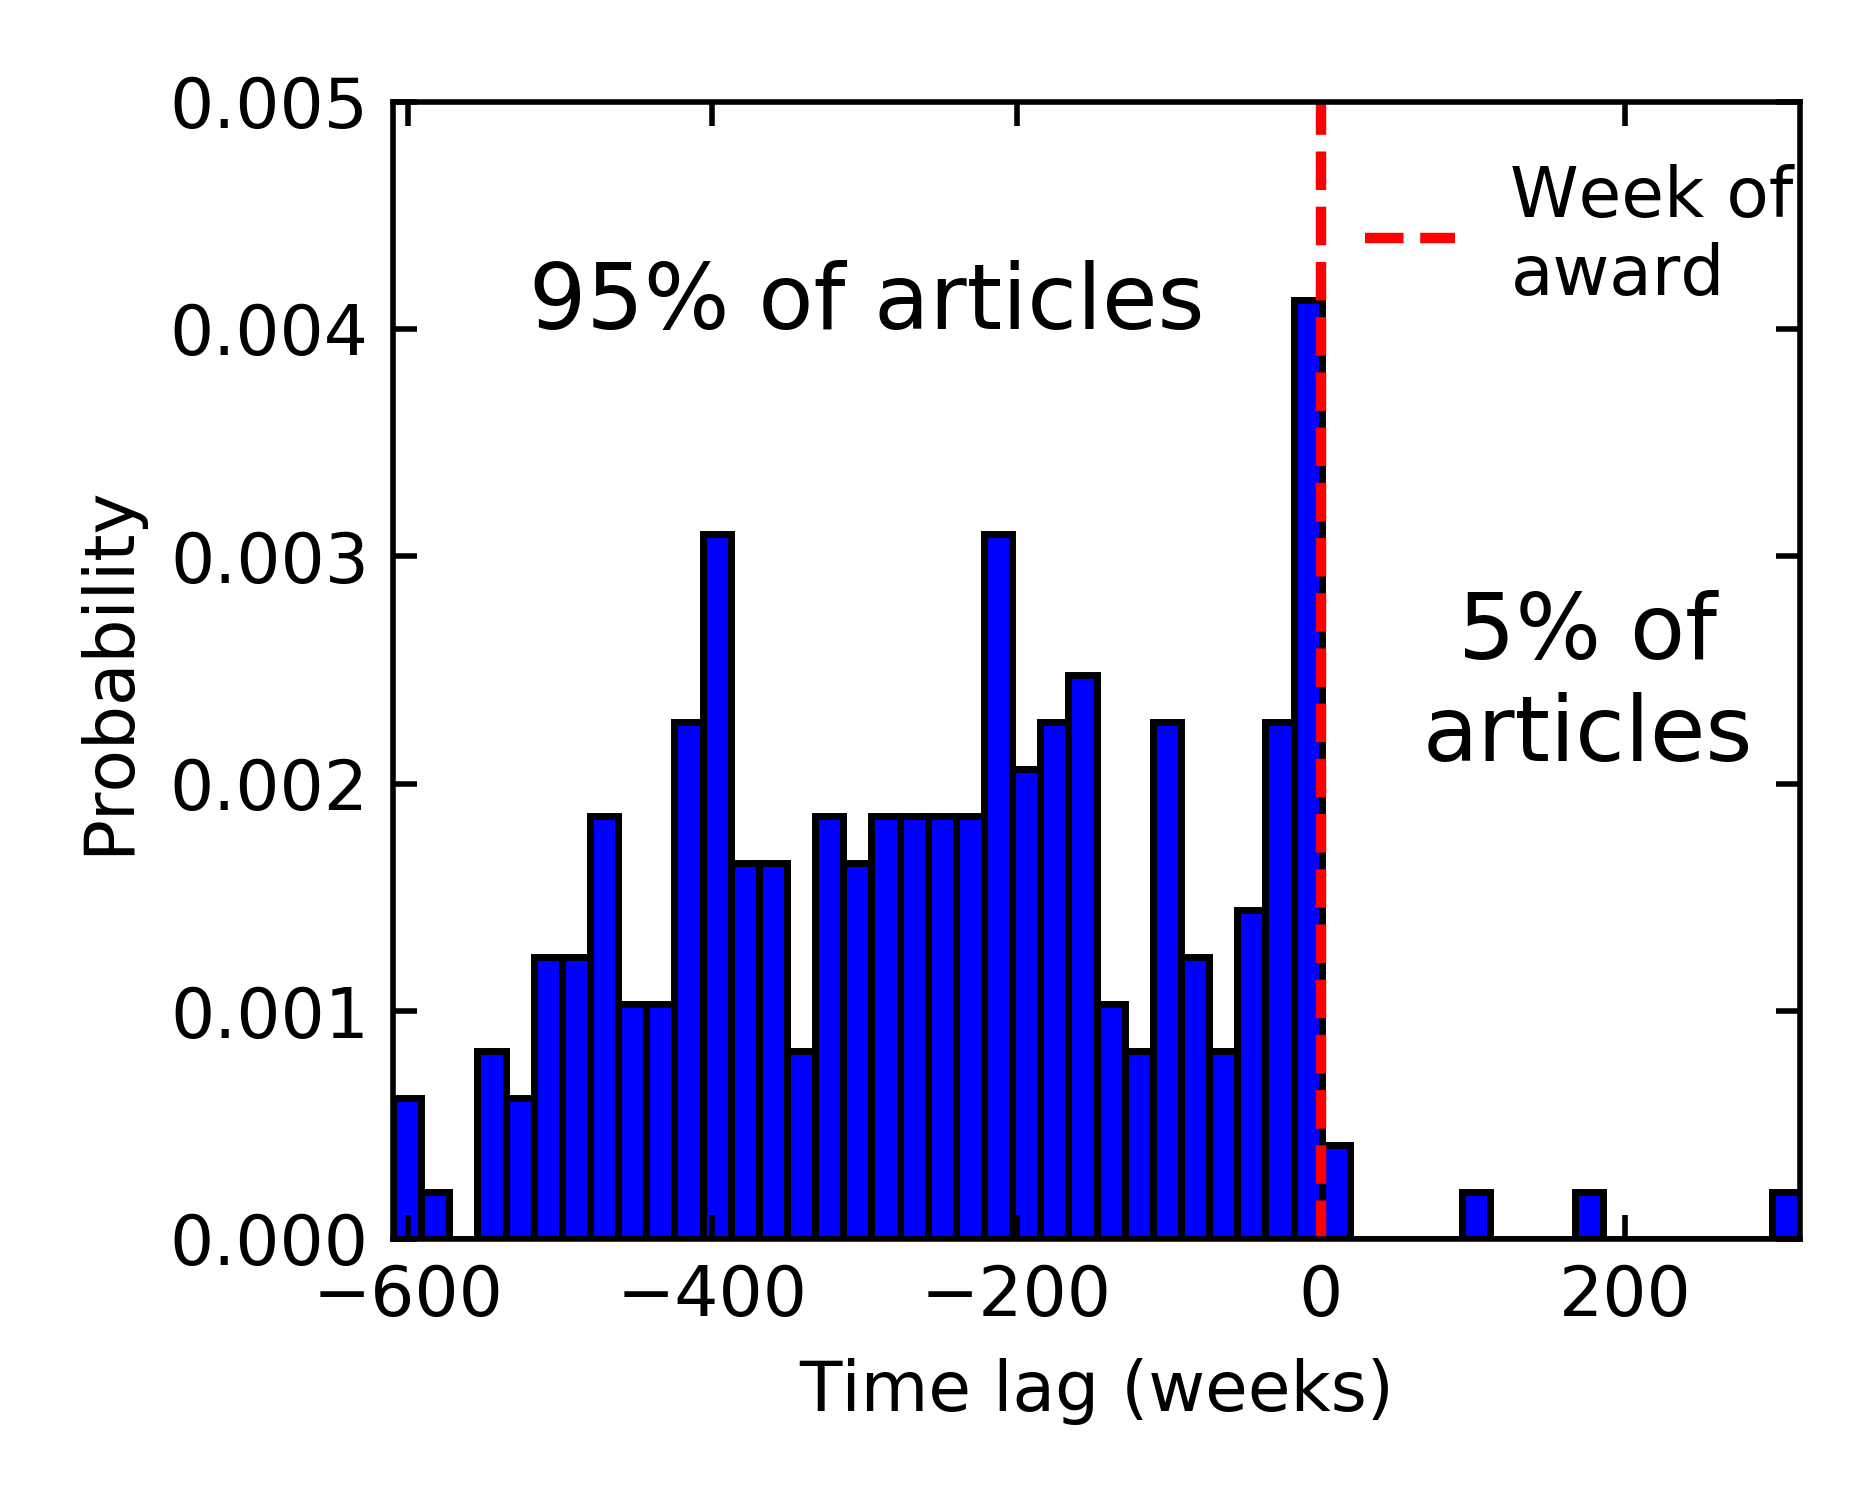 0.005
0.004
0.003
0.002
0.001
0.000
Probability
95% of articles
Week of
award
5% of
articles
−600
−400
−200
0
200
Time lag (weeks)